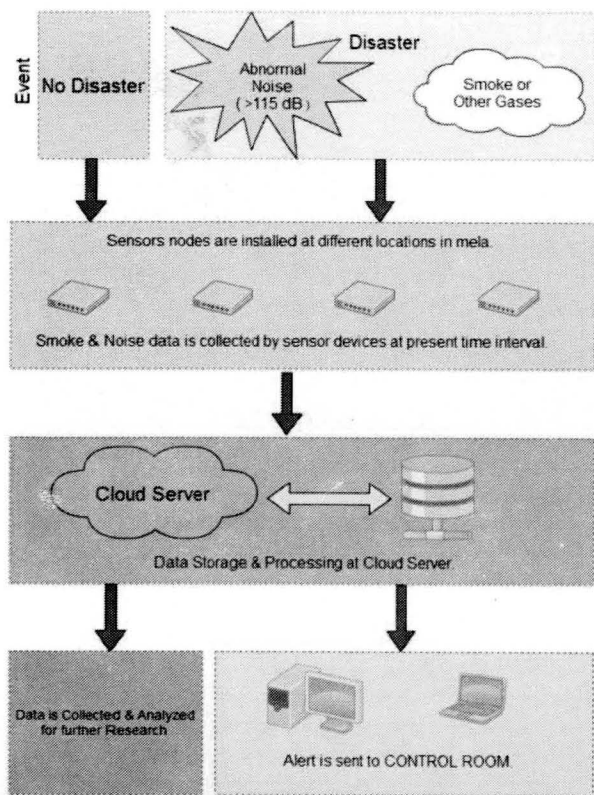 Event
No Disaster
Disaster
Abnormal
Noise
( >115 dB )
Smoke or
Other Gases
Sensors nodes are installed at different locations in mela.
Smoke & Noise data is collected by sensor devices at present time interval.
Cloud Server
Data Storage & Processing at Cloud Server.
Data is Collected & Analyzed
for further Research
Alert is sent to CONTROL ROOM.